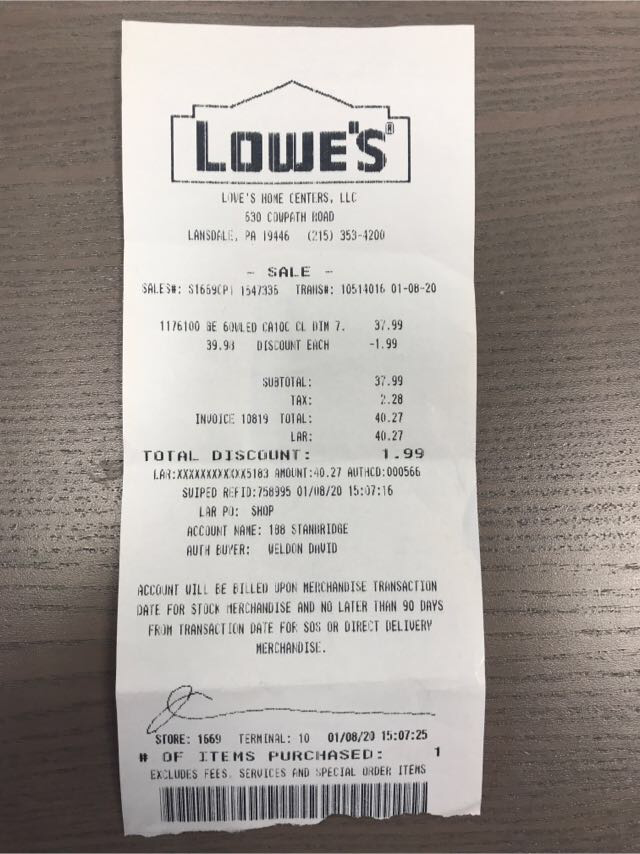 LOWE'S®
LOWE'S HOME CENTERS, LLC
630 COWPATH ROAD
LANSDALE, PA 19446 (215) 353-4200
- SALE -
SALES#: S1669CP1 1547336 TRANS#: 10514016 01-08-20
1176100 GE 60WLED CA10C CL DIM 7. 37.99
39.98 DISCOUNT EACH -1.99
SUBTOTAL: 37.99
TAX: 2.28
INVOICE 10819 TOTAL: 40.27
LAR: 40.27
TOTAL DISCOUNT: 1.99
LAR:XXXXXXXXXXXX5183 AMOUNT:40.27 AUTHCD:000566
SWIPED REFID:758995 01/08/20 15:07:16
LAR PO: SHOP
ACCOUNT NAME: 188 STANBRIDGE
AUTH BUYER: WELDON DAVID
ACCOUNT WILL BE BILLED UPON MERCHANDISE TRANSACTION
DATE FOR STOCK MERCHANDISE AND NO LATER THAN 90 DAYS
FROM TRANSACTION DATE FOR SOS OR DIRECT DELIVERY
MERCHANDISE.
STORE: 1669 TERMINAL: 10 01/08/20 15:07:25
# OF ITEMS PURCHASED: 1
EXCLUDES FEES, SERVICES AND SPECIAL ORDER ITEMS